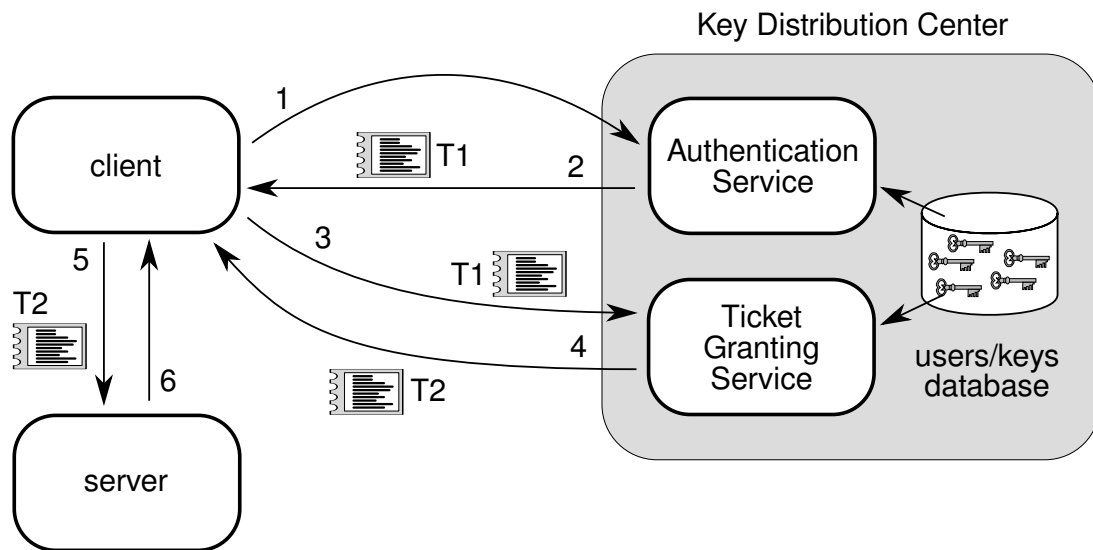 Key Distribution Center
1
client
T1
2
Authentication
Service
3
T1
5
T2
4
Ticket
Granting
Service
T2
6
users/keys
database
server